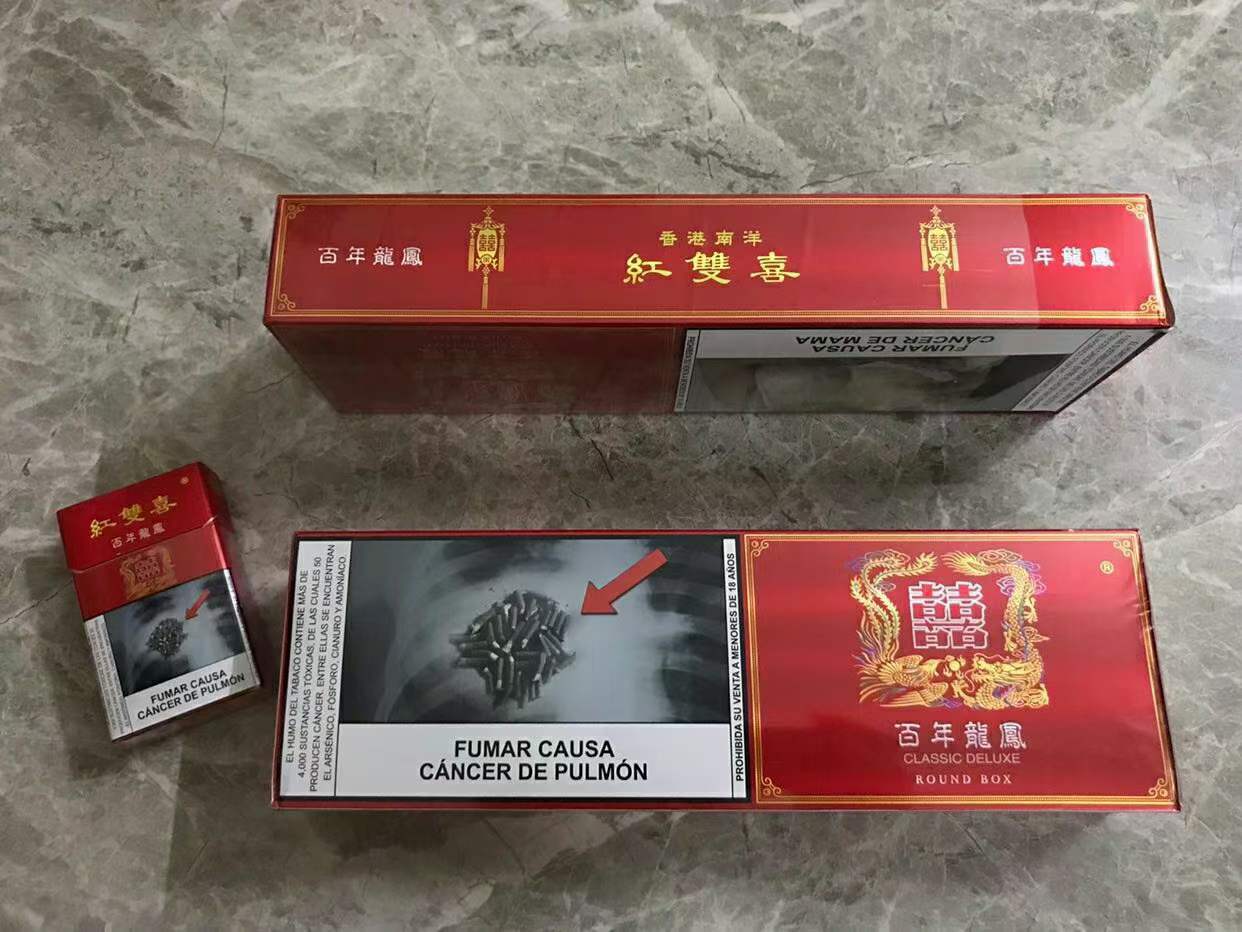 百年龍鳳
香港南洋
紅雙喜
百年龍鳳
FUMAR CAUSA
CÁNCER DE MAMA
紅雙喜
®
百年龍鳳
FUMAR CAUSA
CÁNCER DE PULMÓN
EL HUMO DEL TABACO CONTIENE MÁS DE
4,000 SUSTANCIAS TÓXICAS, DE LAS CUALES 50
PRODUCEN CÁNCER. ENTRE ELLAS SE ENCUENTRAN
EL ARSÉNICO, FÓSFORO, CIANURO Y AMONÍACO
FUMAR CAUSA
CÁNCER DE PULMÓN
PROHIBIDA SU VENTA A MENORES DE 18 AÑOS
®
囍
百年龍鳳
CLASSIC DELUXE
ROUND BOX